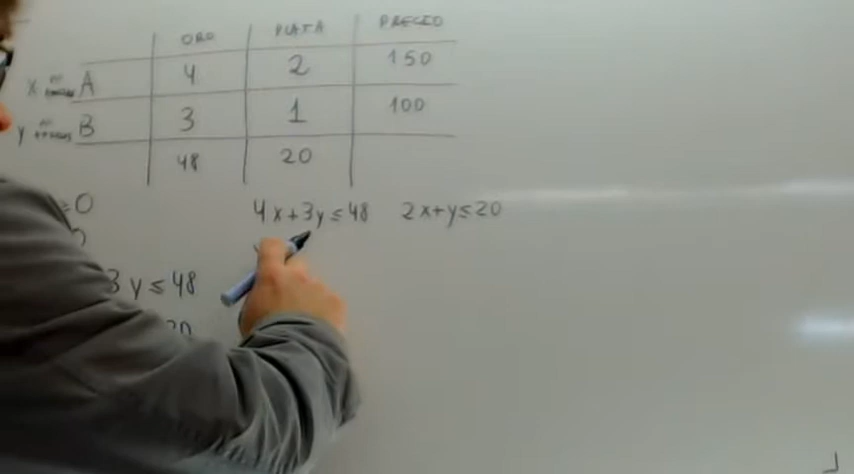 ORO PLATA PRECIO
x A 4 2 150
y B 3 1 100
48 20
≥0
4x+3y≤48 2x+y≤20
3y≤48
20